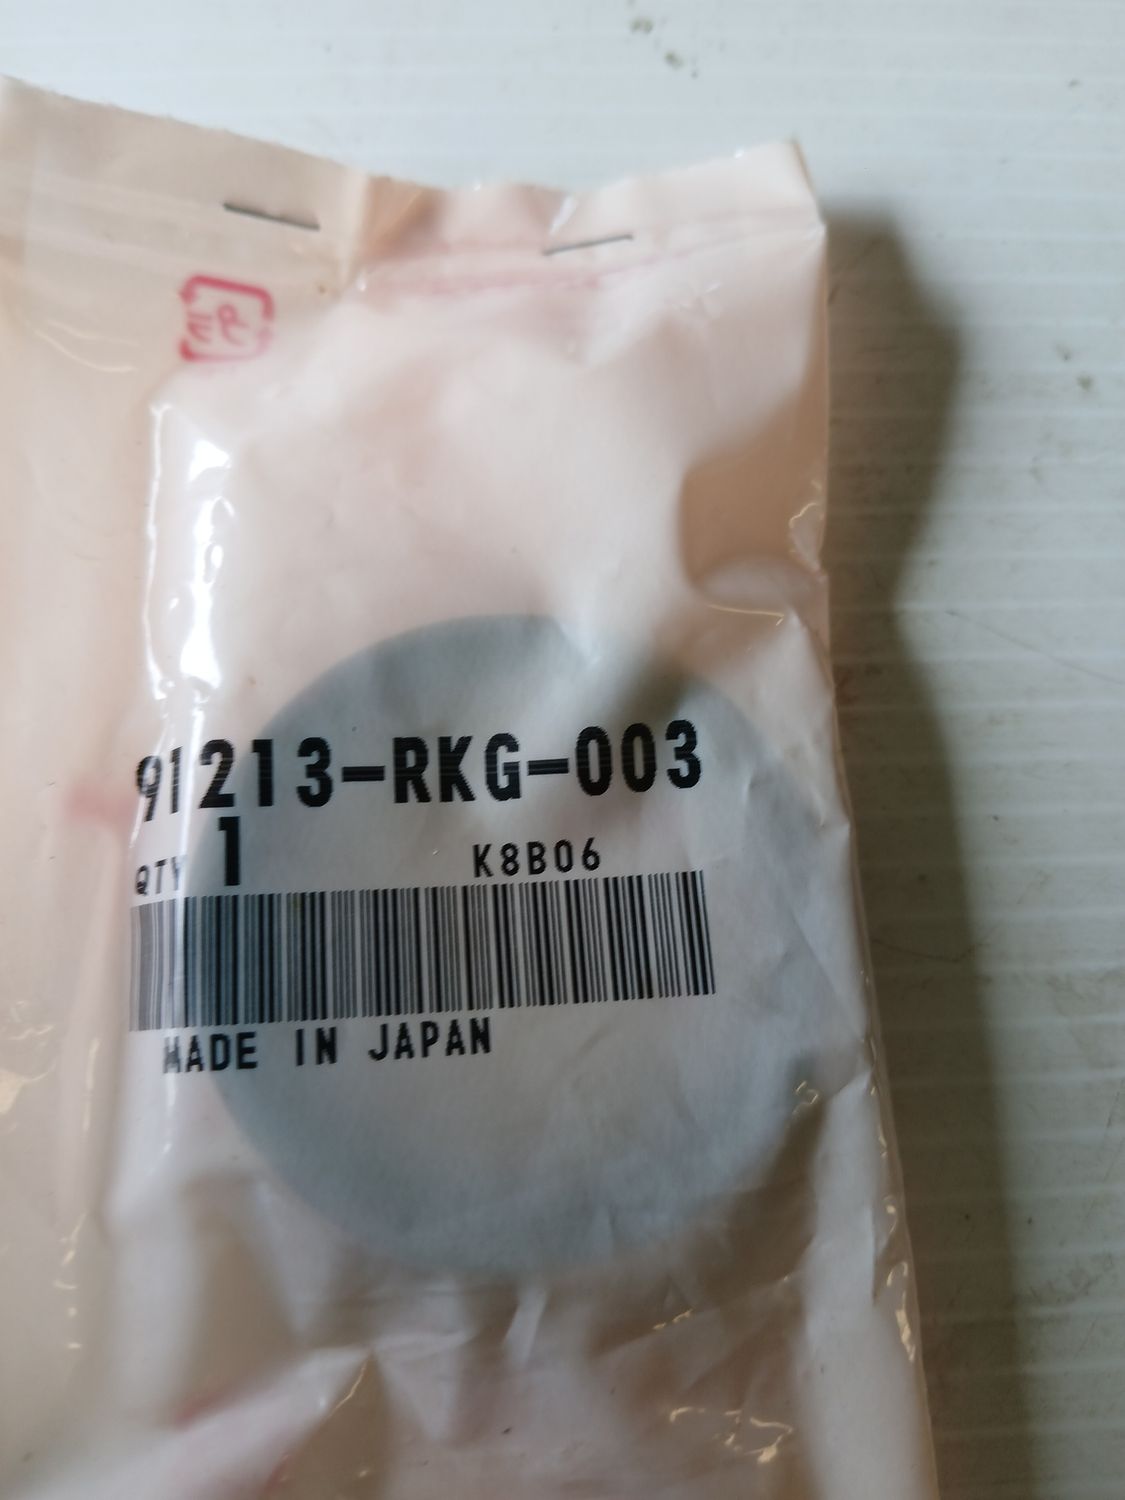 91213-RKG-003
QTY 1 K8B06
MADE IN JAPAN